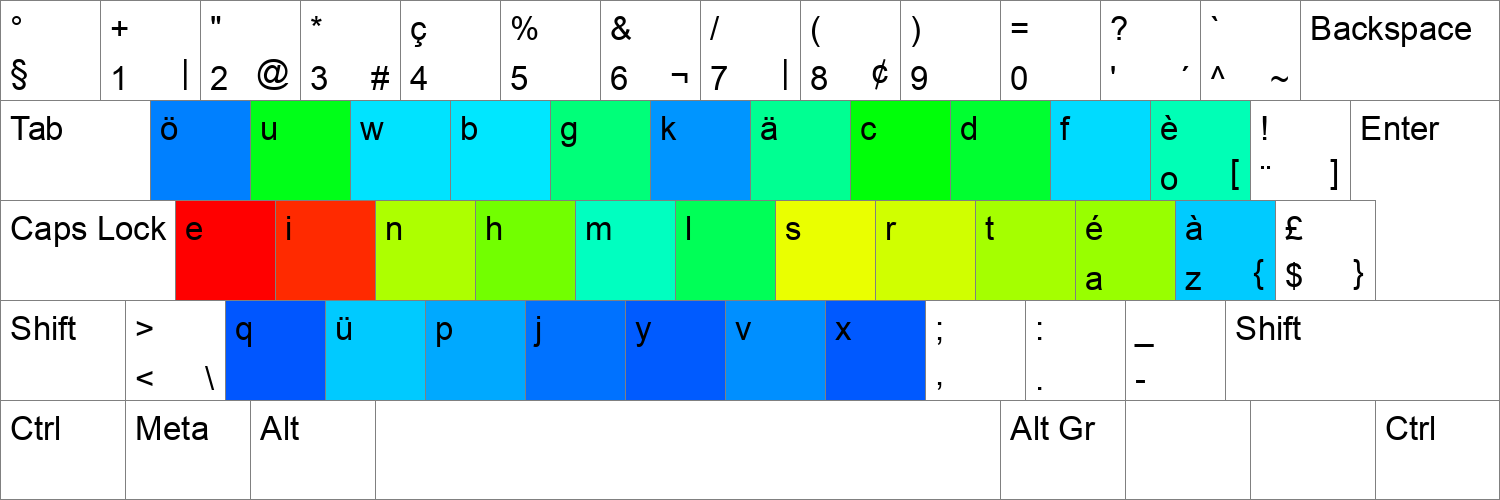 ° + " * ç % & / ( ) = ? ` Backspace
§ 1 | 2 @ 3 # 4 5 6 ¬ 7 | 8 ¢ 9 0 ' ´ ^ ~
Tab ö u w b g k ä c d f è ! Enter
o [ ¨ ]
Caps Lock e i n h m l s r t é à £
a z { $ }
Shift > q ü p j y v x ; : _ Shift
< \ , . -
Ctrl Meta Alt Alt Gr Ctrl